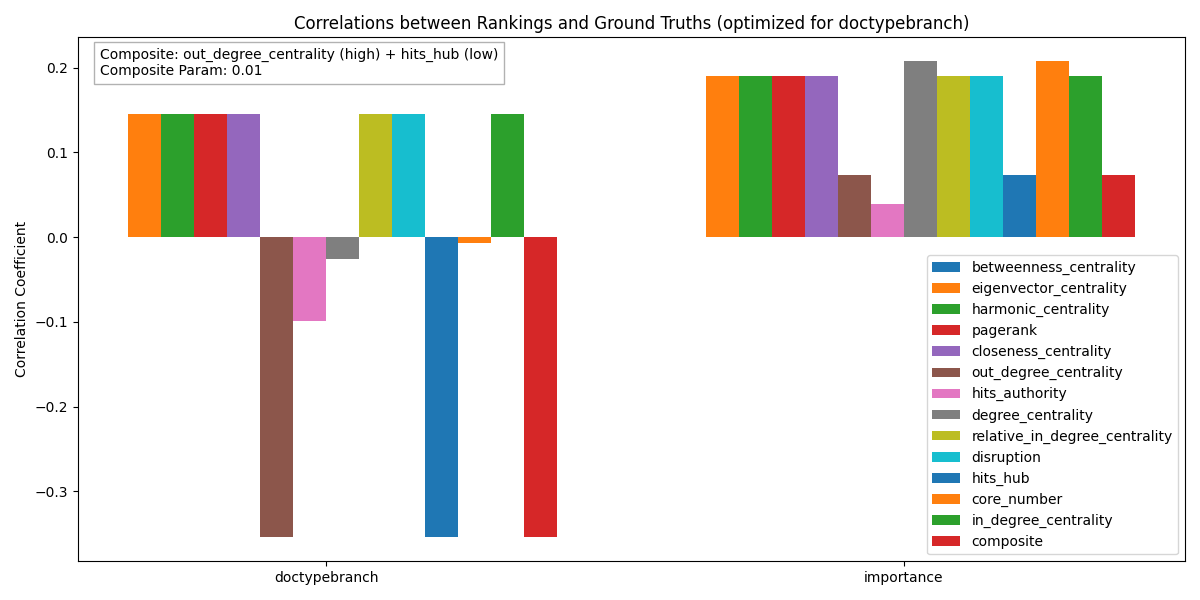 Correlations between Rankings and Ground Truths (optimized for doctypebranch)
Composite: out_degree_centrality (high) + hits_hub (low)
Composite Param: 0.01
Correlation Coefficient
0.2
0.1
0.0
−0.1
−0.2
−0.3
doctypebranch
importance
betweenness_centrality
eigenvector_centrality
harmonic_centrality
pagerank
closeness_centrality
out_degree_centrality
hits_authority
degree_centrality
relative_in_degree_centrality
disruption
hits_hub
core_number
in_degree_centrality
composite